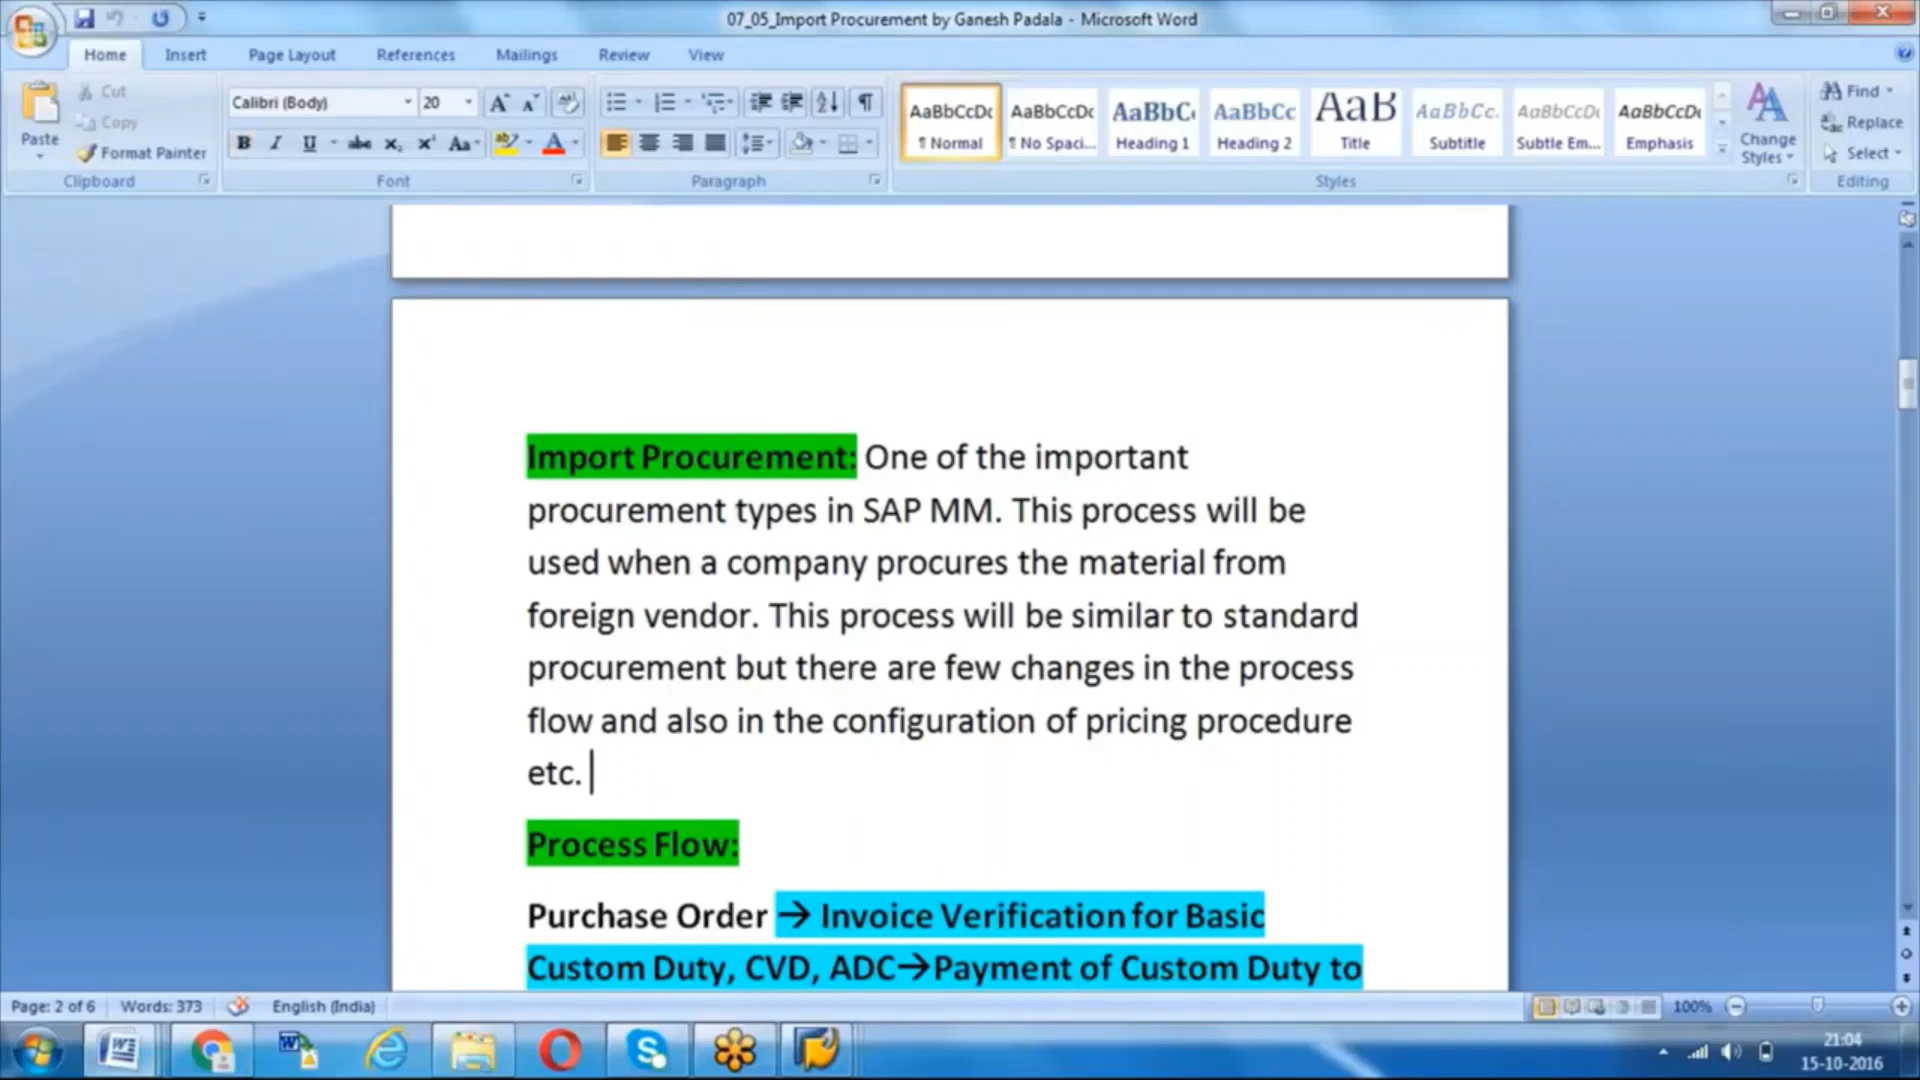 07_05_Import Procurement by Ganesh Padala - Microsoft Word
Home Insert Page Layout References Mailings Review View
Paste
Cut
Copy
Format Painter
Clipboard
Calibri (Body) 20
B I U abc x₂ x² Aa
Font
Paragraph
AaBbCcDc AaBbCcDc AaBbC AaBbCc AaB AaBbCc. AaBbCcDc AaBbCcDc
¶ Normal ¶ No Spaci... Heading 1 Heading 2 Title Subtitle Subtle Em... Emphasis
Change Styles
Styles
Find
Replace
Select
Editing
Import Procurement: One of the important
procurement types in SAP MM. This process will be
used when a company procures the material from
foreign vendor. This process will be similar to standard
procurement but there are few changes in the process
flow and also in the configuration of pricing procedure
etc.
Process Flow:
Purchase Order → Invoice Verification for Basic
Custom Duty, CVD, ADC→Payment of Custom Duty to
Page: 2 of 6 Words: 373 English (India) 100%
21:04
15-10-2016